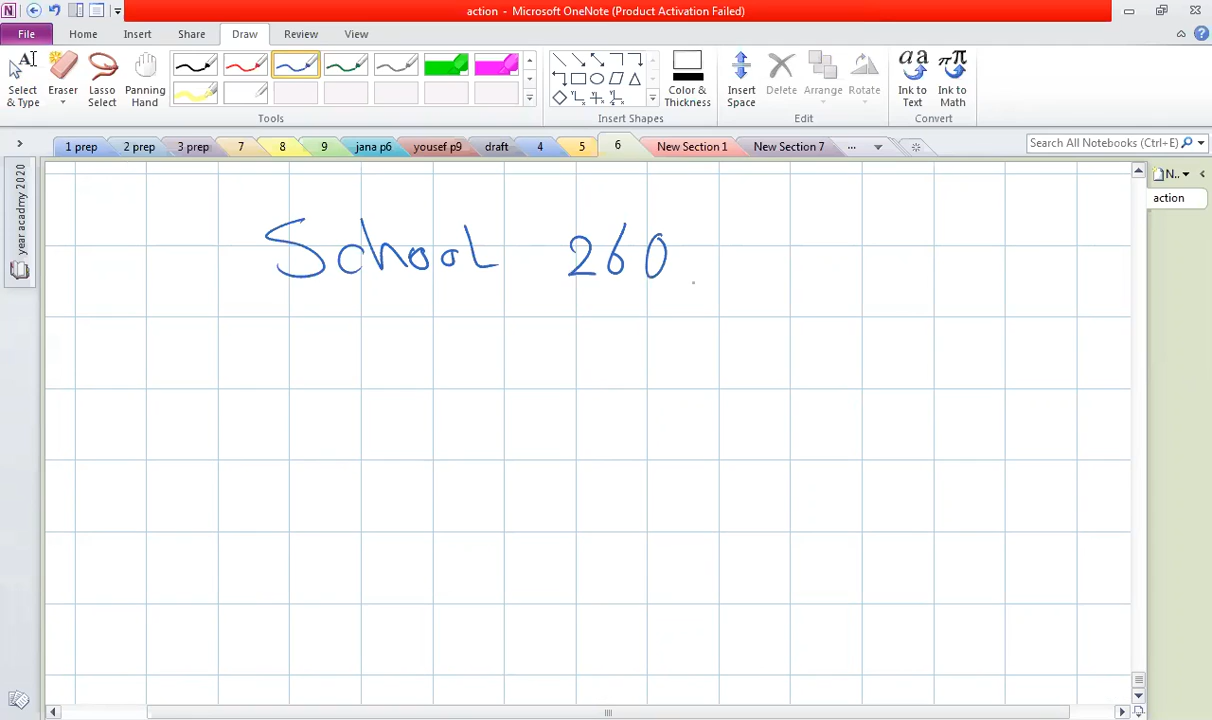 action - Microsoft OneNote (Product Activation Failed)
File Home Insert Draw Share Review View
Select & Type
Eraser
Lasso Select
Panning Hand
Tools
Insert Shapes
Color & Thickness
Insert Space
Delete Arrange Rotate
Edit
Ink to Text
Ink to Math
Convert
1 prep 2 prep 3 prep 7 8 9 jana p6 yousef p9 draft 4 5 6 New Section 1 New Section 7 ...
Search All Notebooks (Ctrl+E)
N..
action
year acadmy 2020
School 260